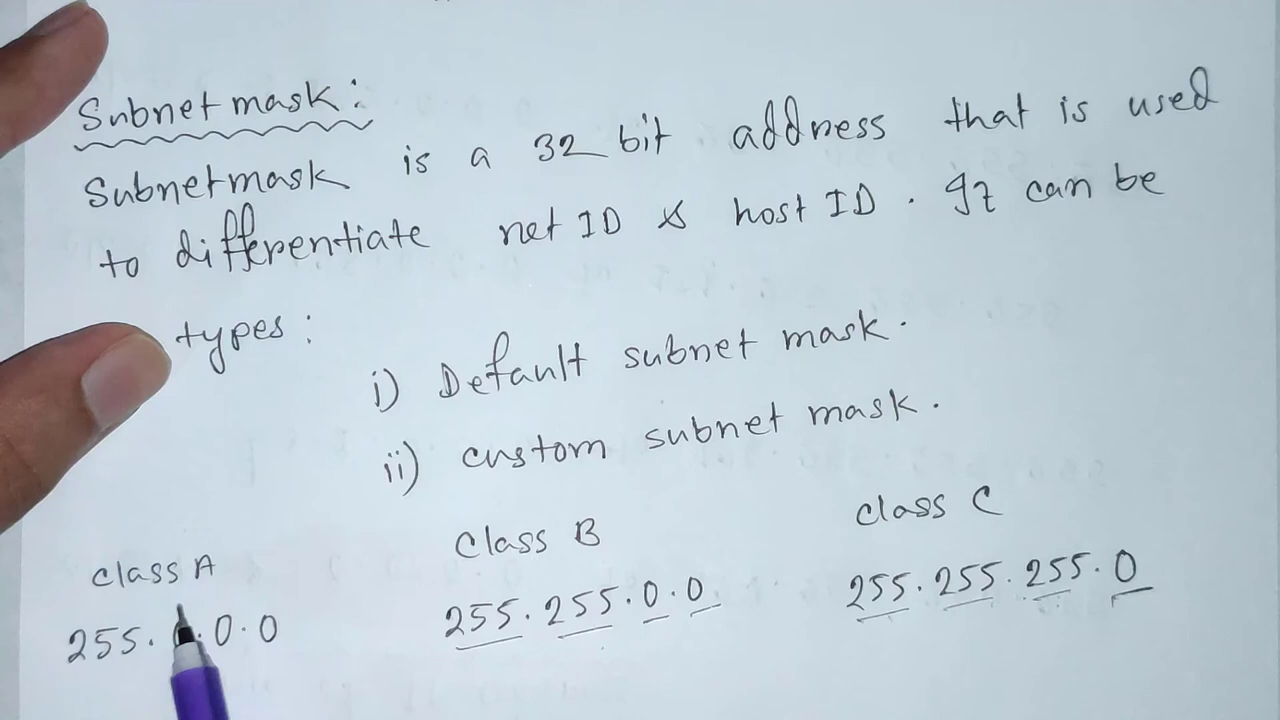 Subnet mask:
Subnetmask is a 32 bit address that is used
to differentiate net ID & host ID. It can be
types:
i) Default subnet mask.
ii) custom subnet mask.
class A class B class C
255. .0.0 255.255.0.0 255.255.255.0